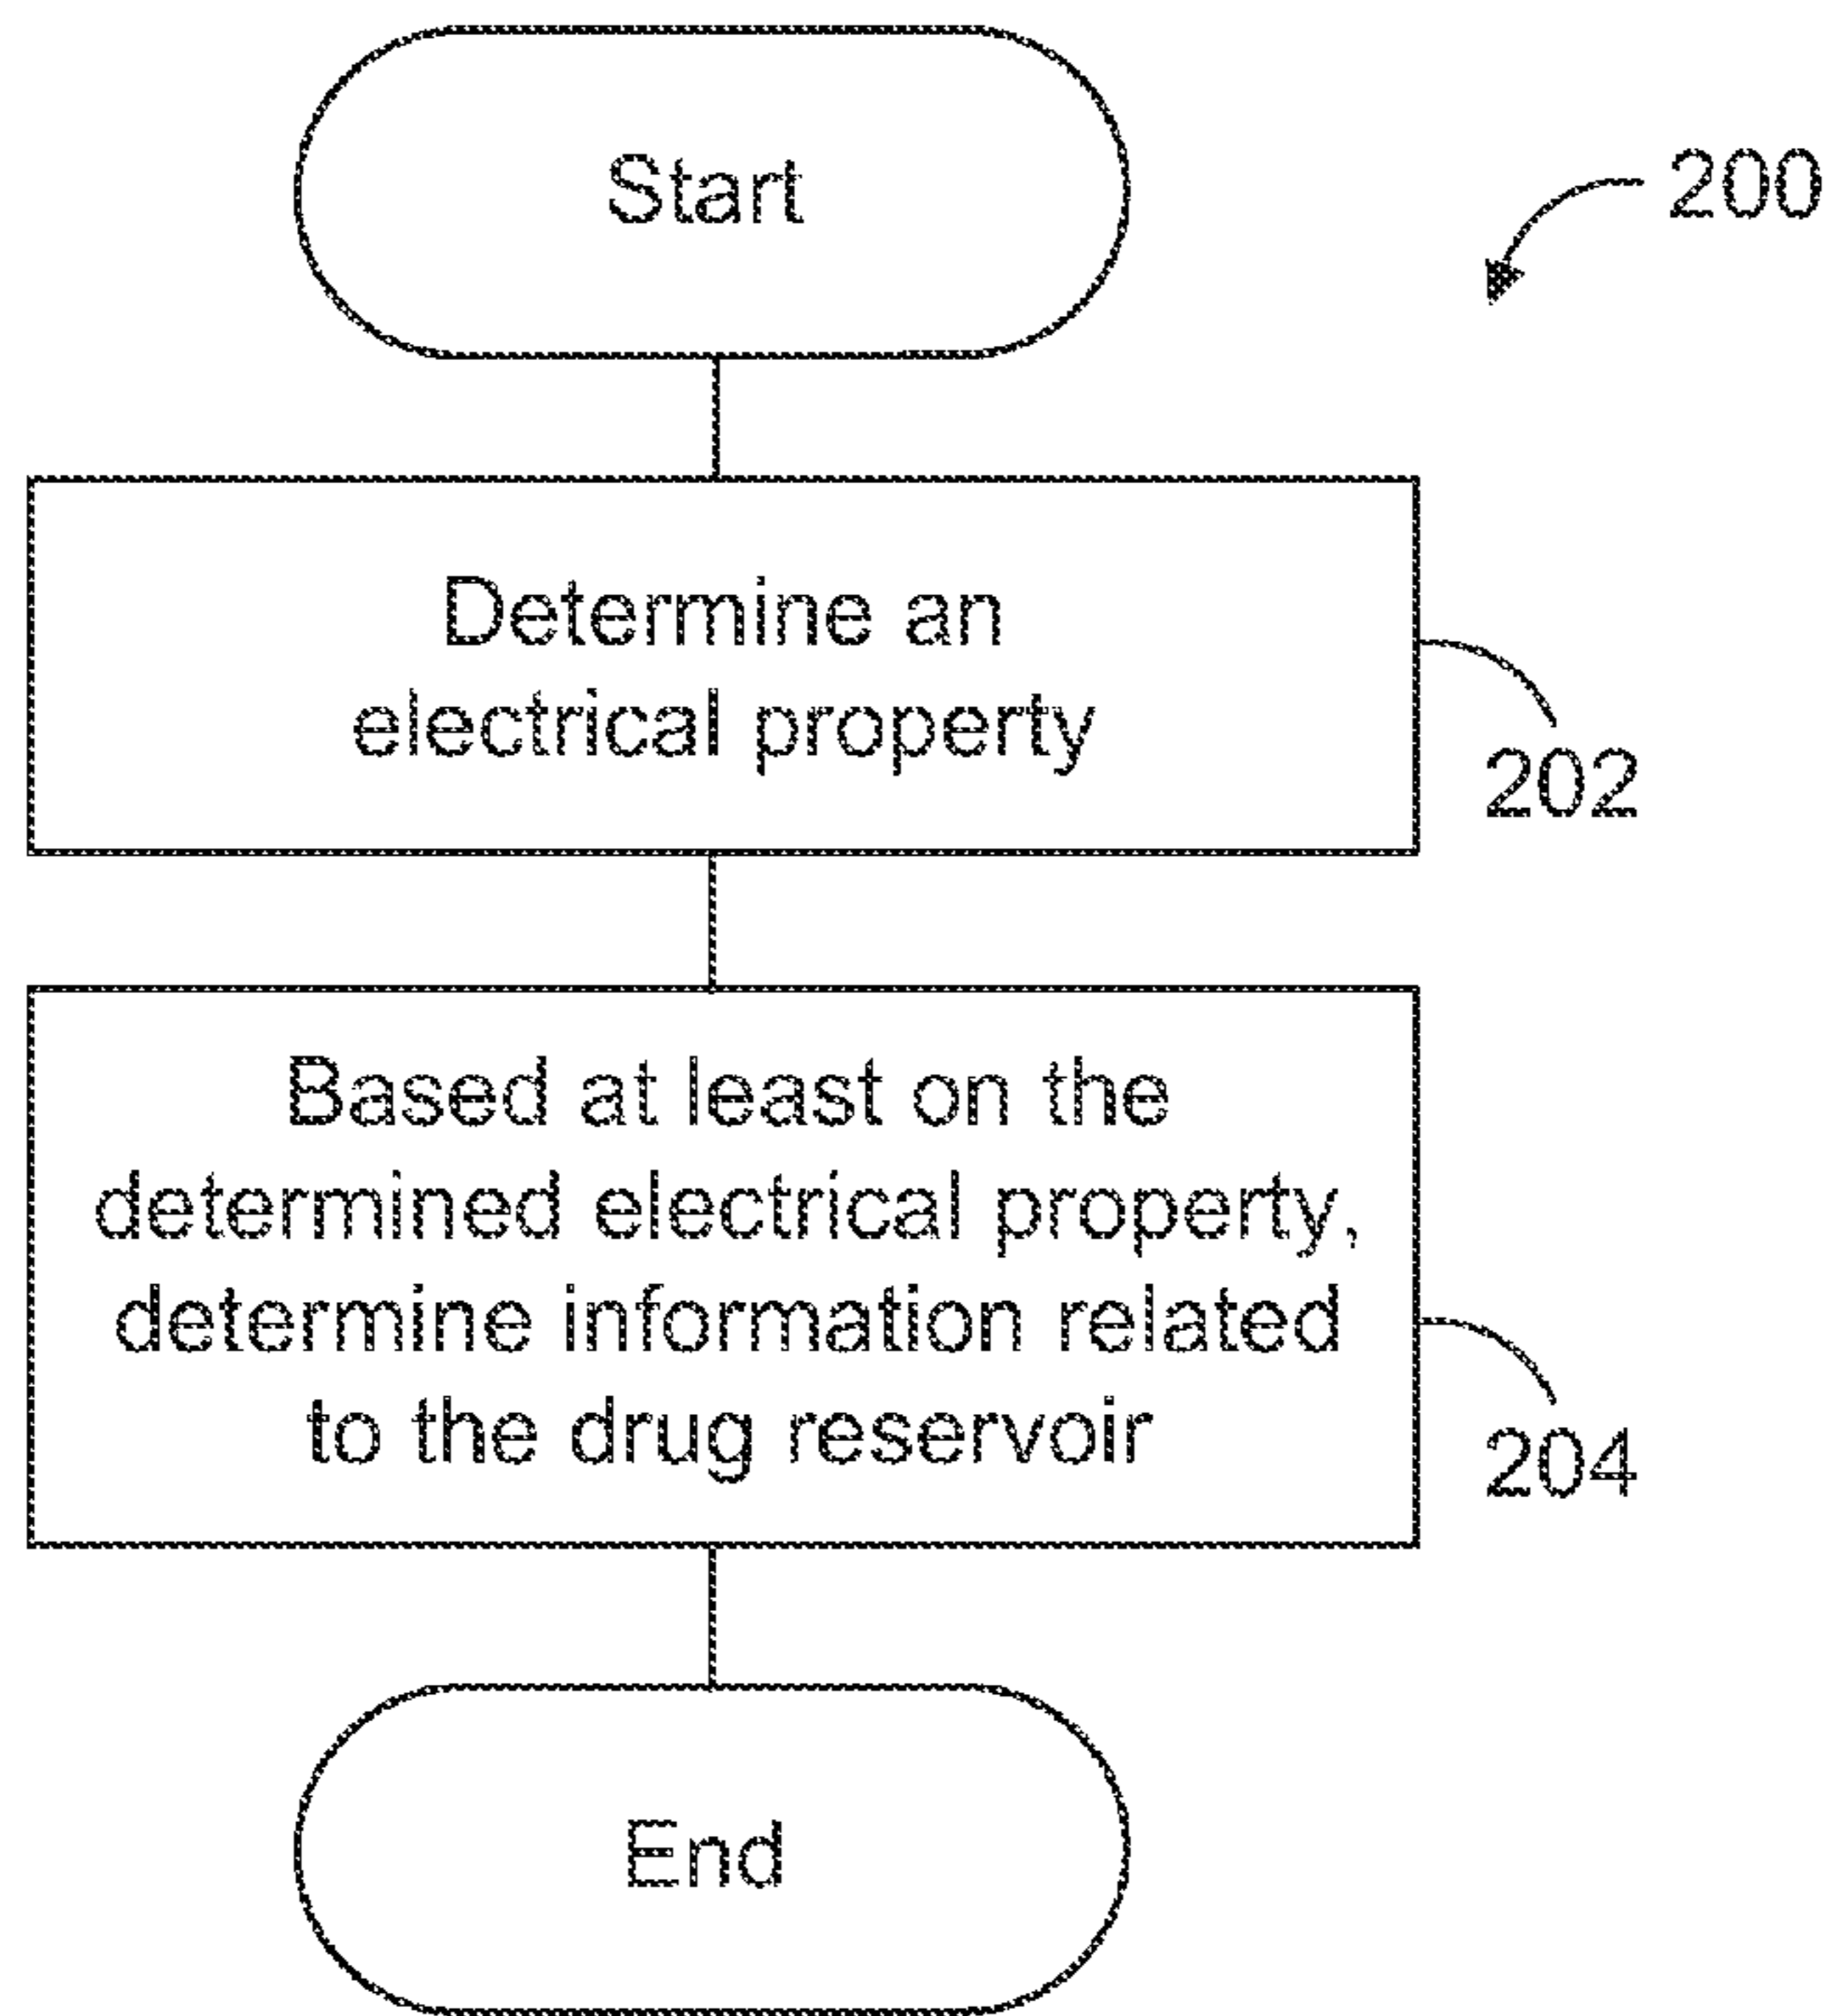 Start
200
Determine an
electrical property
202
Based at least on the
determined electrical property,
determine information related
to the drug reservoir
204
End